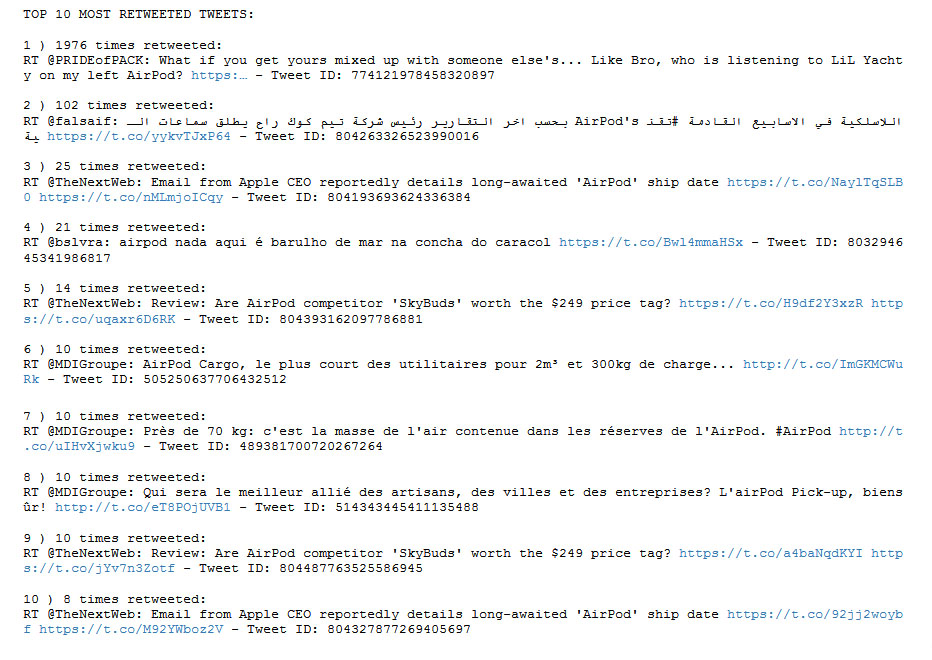 TOP 10 MOST RETWEETED TWEETS:
1 ) 1976 times retweeted:
RT @PRIDEofPACK: What if you get yours mixed up with someone else's... Like Bro, who is listening to LiL Yacht
y on my left AirPod? https:… - Tweet ID: 774121978458320897
2 ) 102 times retweeted:
RT @falsaif: بحسب اخر التقارير رئيس شركة تيم كوك راح يطلق سماعات الـ AirPod's اللاسلكية في الاسابيع القادمة #تقن
ية https://t.co/yykvTJxP64 - Tweet ID: 804263326523990016
3 ) 25 times retweeted:
RT @TheNextWeb: Email from Apple CEO reportedly details long-awaited 'AirPod' ship date https://t.co/NaylTqSLB
0 https://t.co/nMLmjoICqy - Tweet ID: 804193693624336384
4 ) 21 times retweeted:
RT @bslvra: airpod nada aqui é barulho de mar na concha do caracol https://t.co/Bwl4mmaHSx - Tweet ID: 8032946
45341986817
5 ) 14 times retweeted:
RT @TheNextWeb: Review: Are AirPod competitor 'SkyBuds' worth the $249 price tag? https://t.co/H9df2Y3xzR http
s://t.co/uqaxr6D6RK - Tweet ID: 804393162097786881
6 ) 10 times retweeted:
RT @MDIGroupe: AirPod Cargo, le plus court des utilitaires pour 2m³ et 300kg de charge... http://t.co/ImGKMCWu
Rk - Tweet ID: 505250637706432512
7 ) 10 times retweeted:
RT @MDIGroupe: Près de 70 kg: c'est la masse de l'air contenue dans les réserves de l'AirPod. #AirPod http://t
.co/uIHvXjwku9 - Tweet ID: 489381700720267264
8 ) 10 times retweeted:
RT @MDIGroupe: Qui sera le meilleur allié des artisans, des villes et des entreprises? L'airPod Pick-up, biens
ûr! http://t.co/eT8POjUVB1 - Tweet ID: 514343445411135488
9 ) 10 times retweeted:
RT @TheNextWeb: Review: Are AirPod competitor 'SkyBuds' worth the $249 price tag? https://t.co/a4baNqdKYI http
s://t.co/jYv7n3Zotf - Tweet ID: 804487763525586945
10 ) 8 times retweeted:
RT @TheNextWeb: Email from Apple CEO reportedly details long-awaited 'AirPod' ship date https://t.co/92jj2woyb
f https://t.co/M92YWboz2V - Tweet ID: 804327877269405697